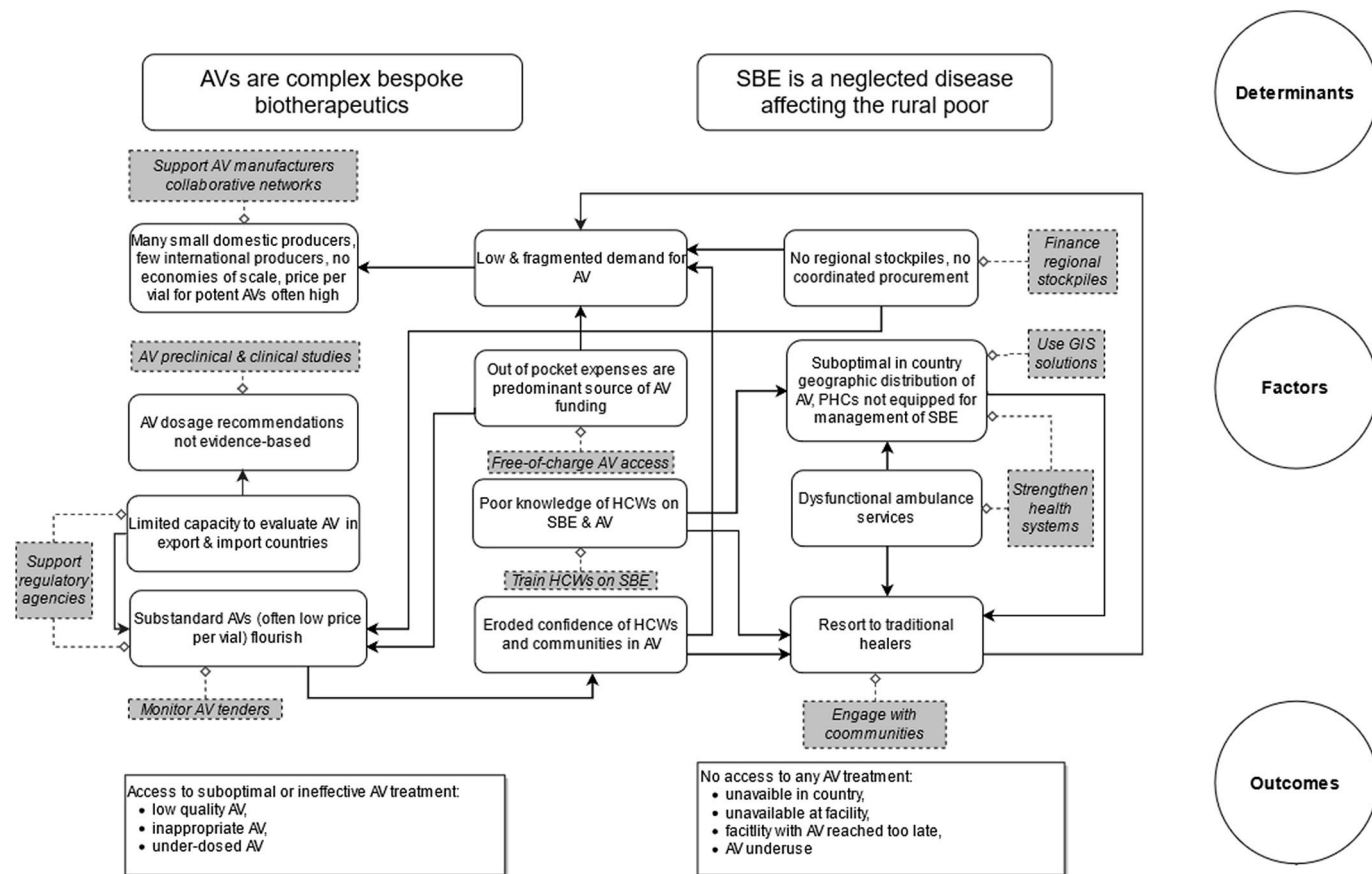 AVs are complex bespoke
biotherapeutics
SBE is a neglected disease
affecting the rural poor
Determinants
Support AV manufacturers
collaborative networks
Many small domestic producers,
few international producers, no
economies of scale, price per
vial for potent AVs often high
Low & fragmented demand for
AV
No regional stockpiles, no
coordinated procurement
Finance
regional
stockpiles
AV preclinical & clinical studies
Out of pocket expenses are
predominant source of AV
funding
Suboptimal in country
geographic distribution of
AV, PHCs not equipped for
management of SBE
Use GIS
solutions
Factors
AV dosage recommendations
not evidence-based
Free-of-charge AV access
Limited capacity to evaluate AV in
export & import countries
Poor knowledge of HCWs on
SBE & AV
Dysfunctional ambulance
services
Strengthen
health
systems
Support
regulatory
agencies
Train HCWs on SBE
Substandard AVs (often low price
per vial) flourish
Eroded confidence of HCWs
and communities in AV
Resort to traditional
healers
Monitor AV tenders
Engage with
coommunities
Access to suboptimal or ineffective AV treatment:
• low quality AV,
• inappropriate AV,
• under-dosed AV
No access to any AV treatment:
• unavaible in country,
• unavailable at facility,
• facitlity with AV reached too late,
• AV underuse
Outcomes